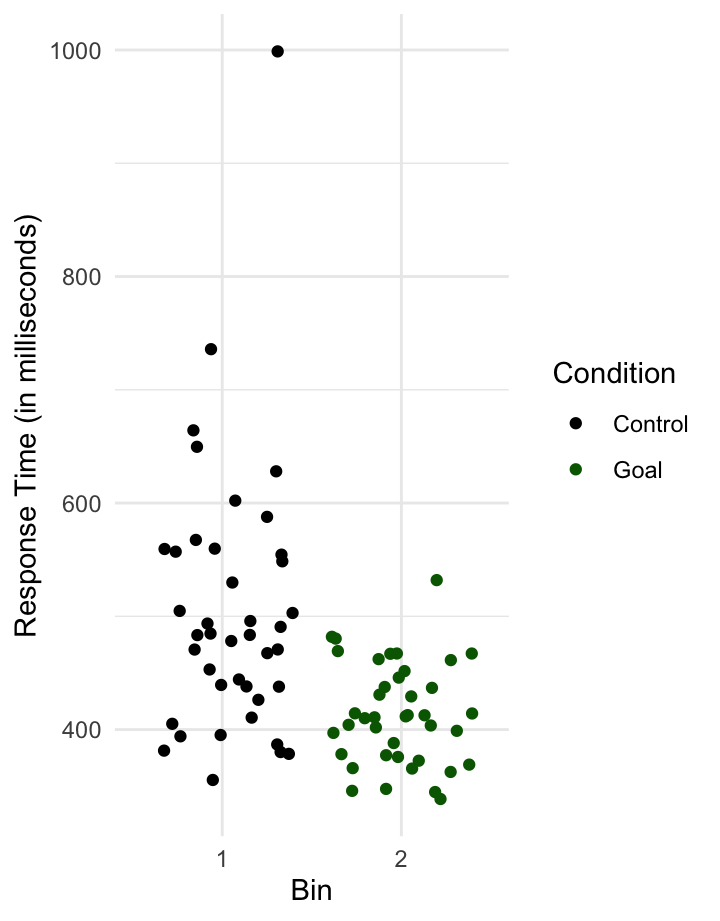 1000
800
600
400
Response Time (in milliseconds)
1 2
Bin
Condition
Control
Goal